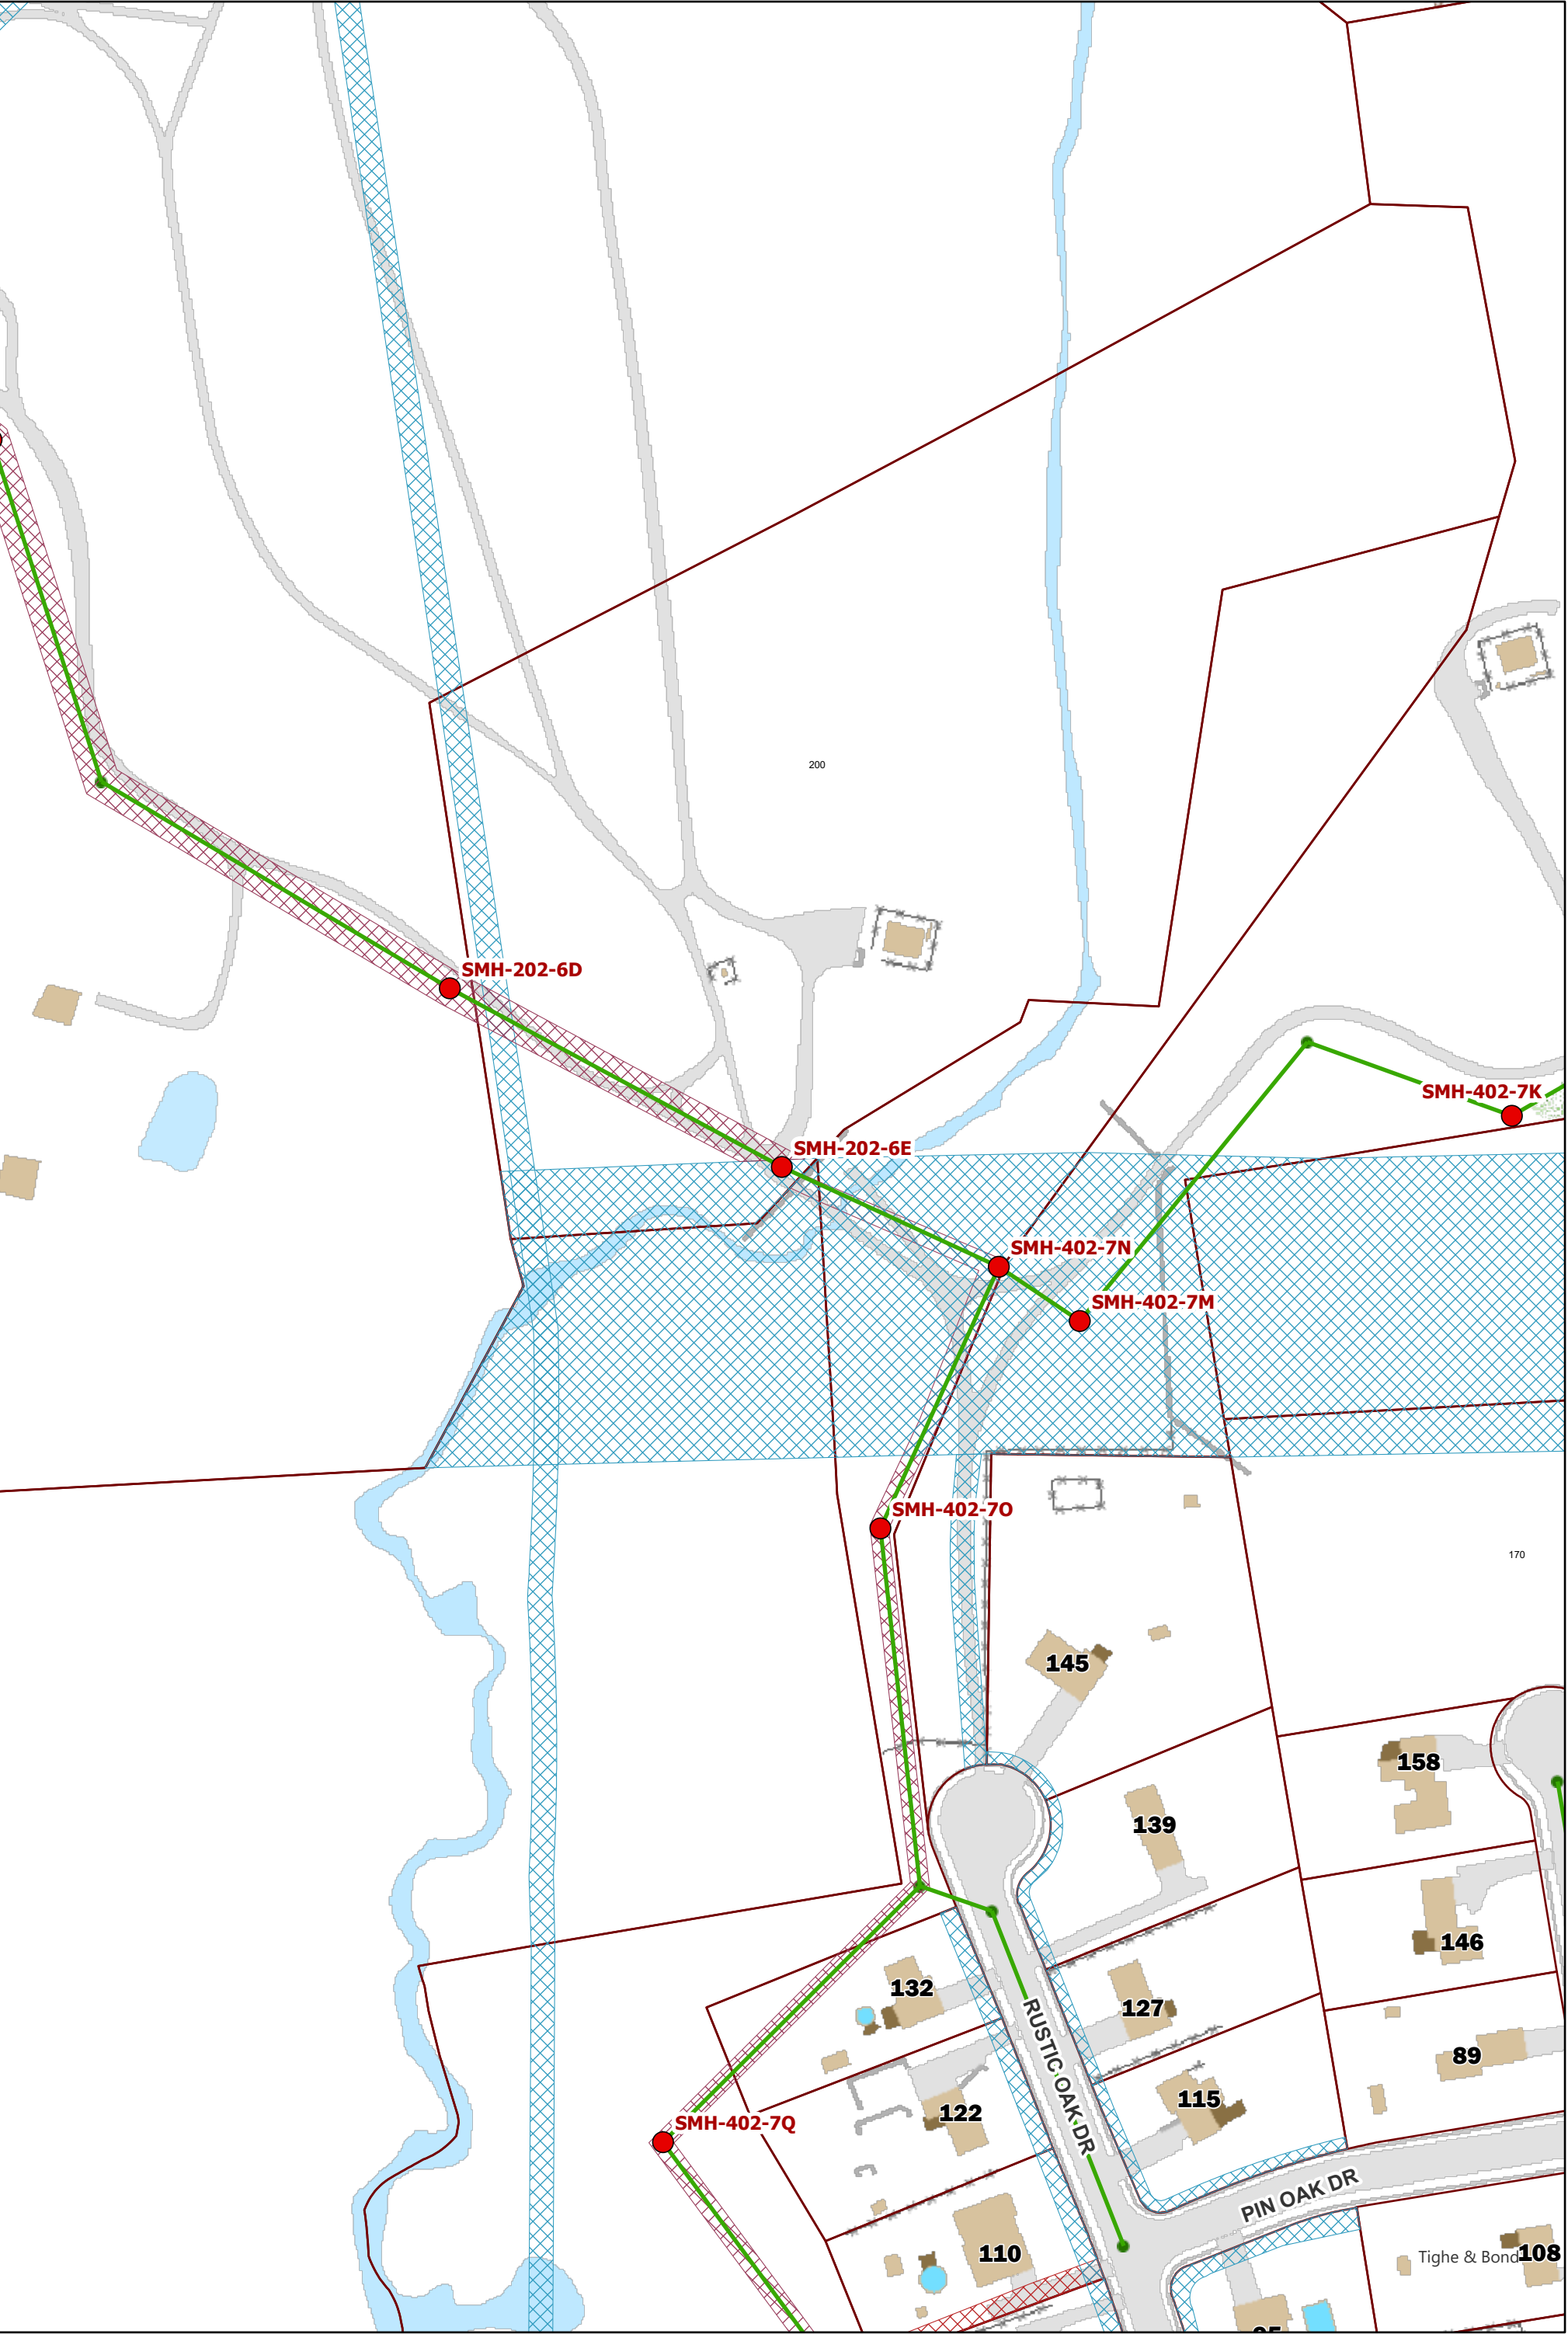 200
SMH-202-6D
SMH-402-7K
SMH-202-6E
SMH-402-7N
SMH-402-7M
SMH-402-7O
170
145
158
139
146
132
127
RUSTIC OAK DR
89
115
122
SMH-402-7Q
PIN OAK DR
110
Tighe & Bond
108